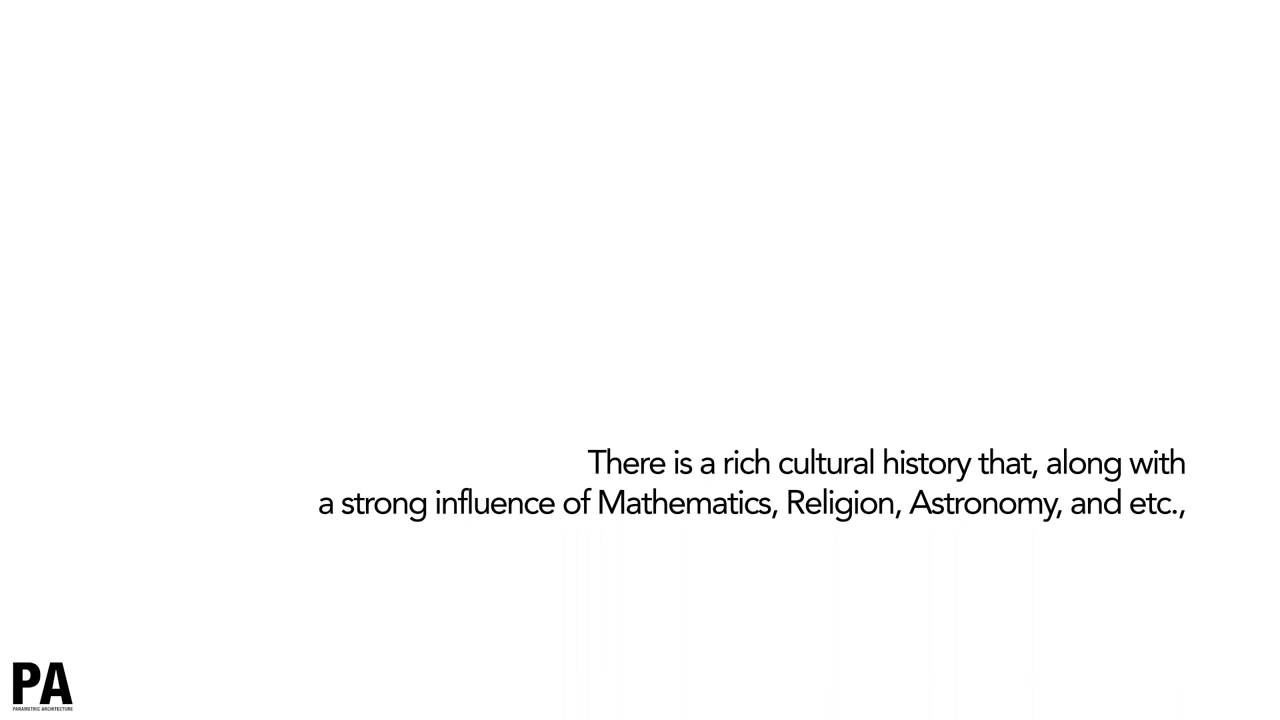 There is a rich cultural history that, along with
a strong influence of Mathematics, Religion, Astronomy, and etc.,
PA
PARAMETRIC ARCHITECTURE